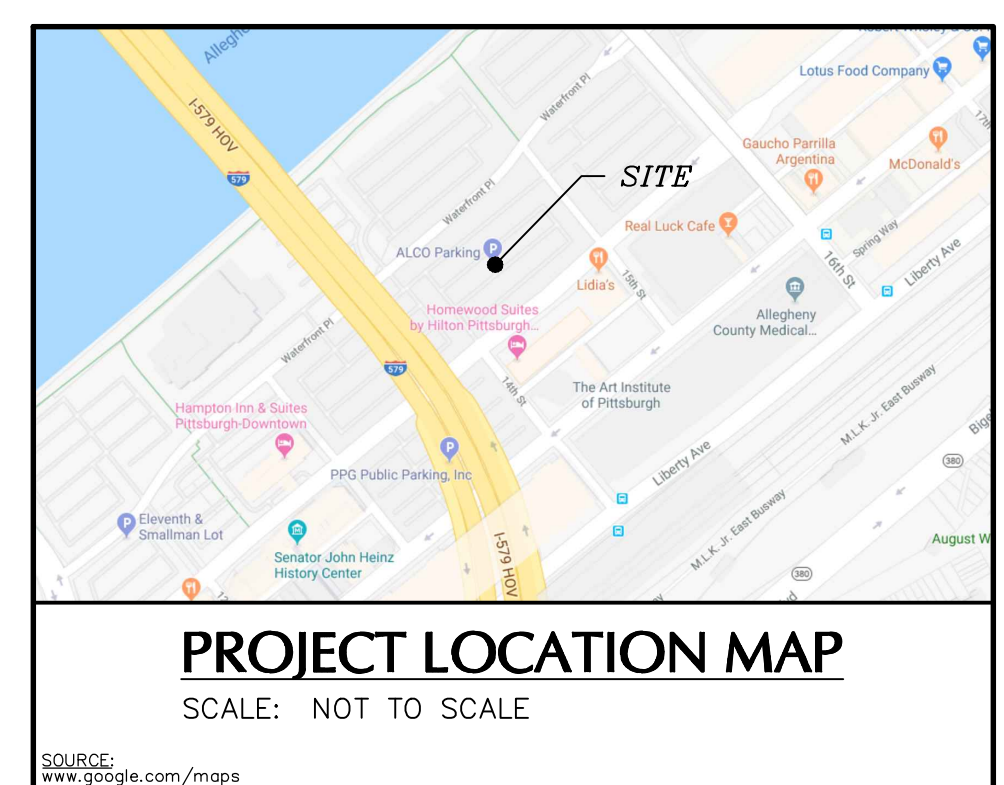 Lotus Food Company
I-579 HOV
Waterfront Pl
Gaucho Parrilla
Argentina
McDonald's
579
SITE
Waterfront Pl
Real Luck Cafe
Spring Way
ALCO Parking
P
Lidia's
15th St
16th St
Liberty Ave
Homewood Suites
by Hilton Pittsburgh...
Allegheny
County Medical...
Waterfront Pl
579
14th St
The Art Institute
of Pittsburgh
M.L.K. Jr. East Busway
Hampton Inn & Suites
Pittsburgh-Downtown
P
PPG Public Parking, Inc
Liberty Ave
380
P
Eleventh &
Smallman Lot
M.L.K. Jr. East Busway
August W
Senator John Heinz
History Center
I-579 HOV
380
PROJECT LOCATION MAP
SCALE: NOT TO SCALE
SOURCE:
www.google.com/maps